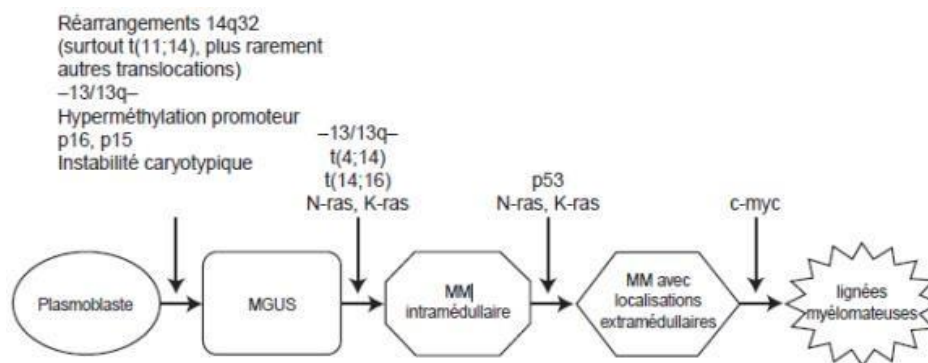 Réarrangements 14q32
(surtout t(11;14), plus rarement
autres translocations)
–13/13q–
Hyperméthylation promoteur
p16, p15
Instabilité caryotypique
–13/13q–
t(4;14)
t(14;16)
N-ras, K-ras
p53
N-ras, K-ras
c-myc
Plasmoblaste
MGUS
MM
intramédullaire
MM avec
localisations
extramédullaires
lignées
myélomateuses